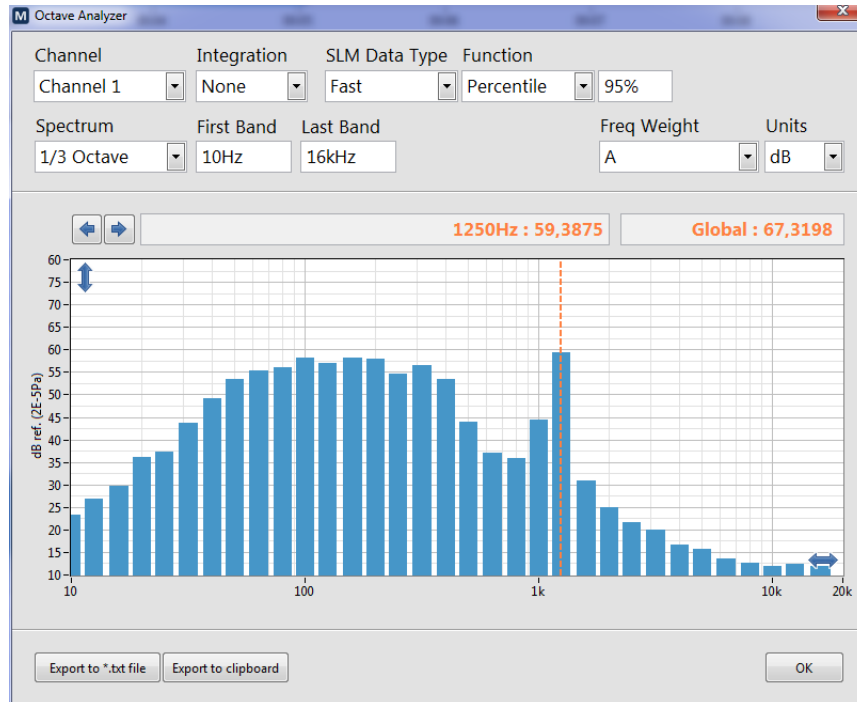 M Octave Analyzer
Channel Integration SLM Data Type Function
Channel 1 None Fast Percentile 95%
Spectrum First Band Last Band Freq Weight Units
1/3 Octave 10Hz 16kHz A dB
1250Hz : 59,3875 Global : 67,3198
60
75
70
65
60
55
50
45
40
35
30
25
20
15
10
dB ref. (2E-5Pa)
10 100 1k 10k 20k
Export to *.txt file Export to clipboard OK